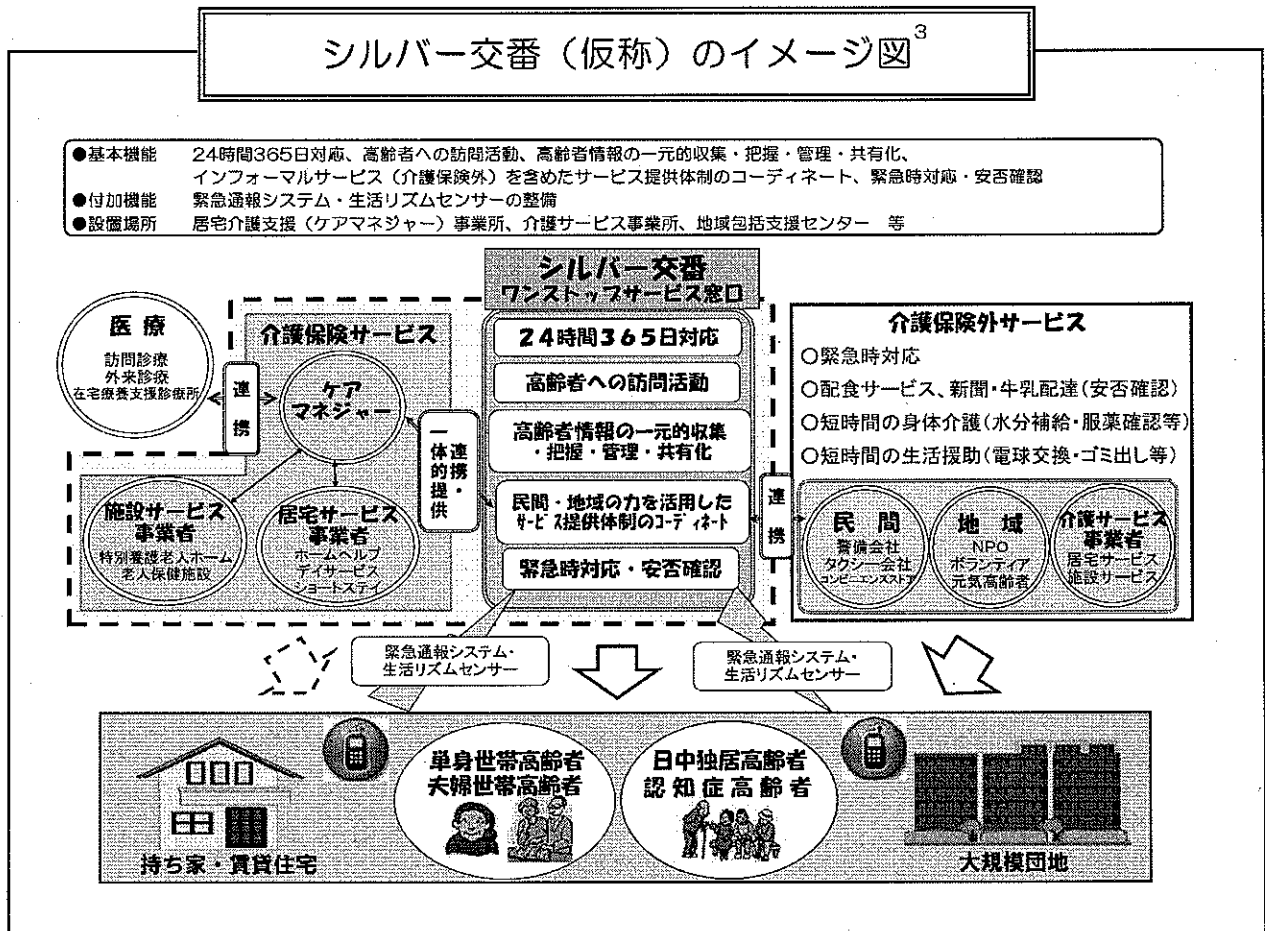 シルバー交番（仮称）のイメージ図3
●基本機能　24時間365日対応、高齢者への訪問活動、高齢者情報の一元的収集・把握・管理・共有化、
インフォーマルサービス（介護保険外）を含めたサービス提供体制のコーディネート、緊急時対応・安否確認
●付加機能　緊急通報システム・生活リズムセンサーの整備
●設置場所　居宅介護支援（ケアマネジャー）事業所、介護サービス事業所、地域包括支援センター　等
医療
訪問診療
外来診療
在宅療養支援診療所
連携
介護保険サービス
ケア
マネジャー
施設サービス
事業者
特別養護老人ホーム
老人保健施設
居宅サービス
事業者
ホームヘルプ
デイサービス
ショートステイ
連携・
一体的提供
シルバー交番
ワンストップサービス窓口
24時間365日対応
高齢者への訪問活動
高齢者情報の一元的収集
・把握・管理・共有化
民間・地域の力を活用した
サービス提供体制のコーディネート
緊急時対応・安否確認
連携
介護保険外サービス
○緊急時対応
○配食サービス、新聞・牛乳配達（安否確認）
○短時間の身体介護（水分補給・服薬確認等）
○短時間の生活援助（電球交換・ゴミ出し等）
民間
警備会社
タクシー会社
コンビニエンスストア
地域
NPO
ボランティア
元気高齢者
介護サービス
事業者
居宅サービス
施設サービス
緊急通報システム・
生活リズムセンサー
緊急通報システム・
生活リズムセンサー
持ち家・賃貸住宅
単身世帯高齢者
夫婦世帯高齢者
日中独居高齢者
認知症高齢者
大規模団地